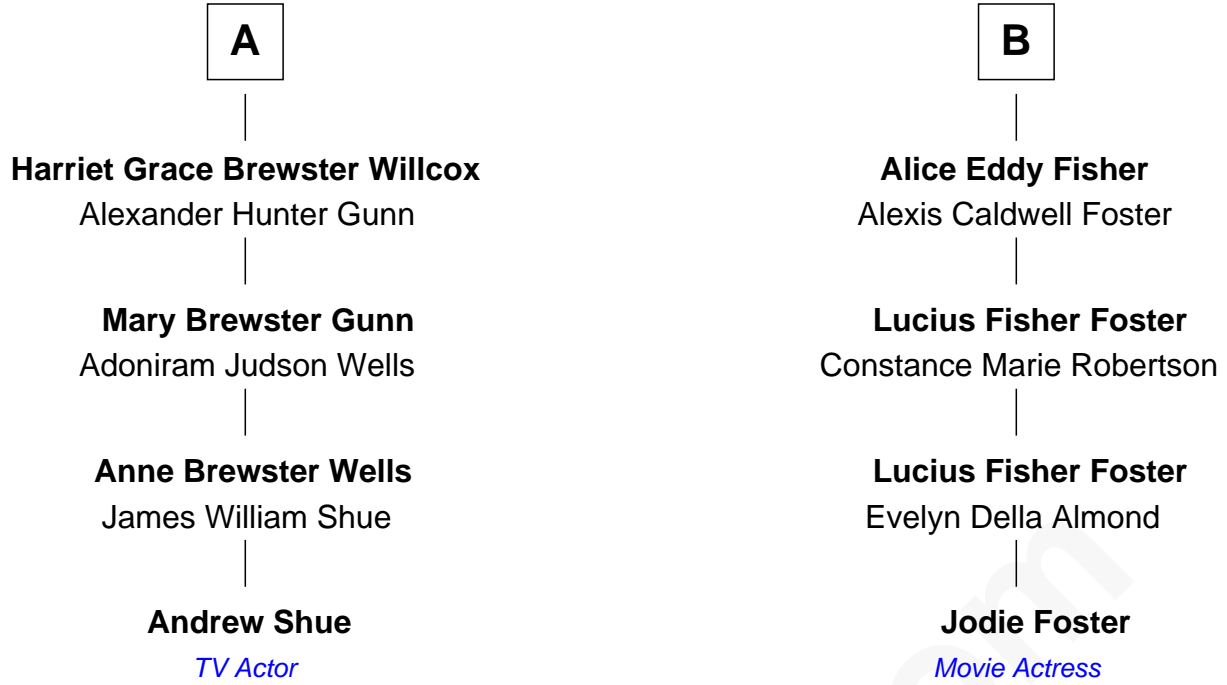 A
Harriet Grace Brewster Willcox
Alexander Hunter Gunn
Mary Brewster Gunn
Adoniram Judson Wells
Anne Brewster Wells
James William Shue
Andrew Shue
TV Actor
B
Alice Eddy Fisher
Alexis Caldwell Foster
Lucius Fisher Foster
Constance Marie Robertson
Lucius Fisher Foster
Evelyn Della Almond
Jodie Foster
Movie Actress